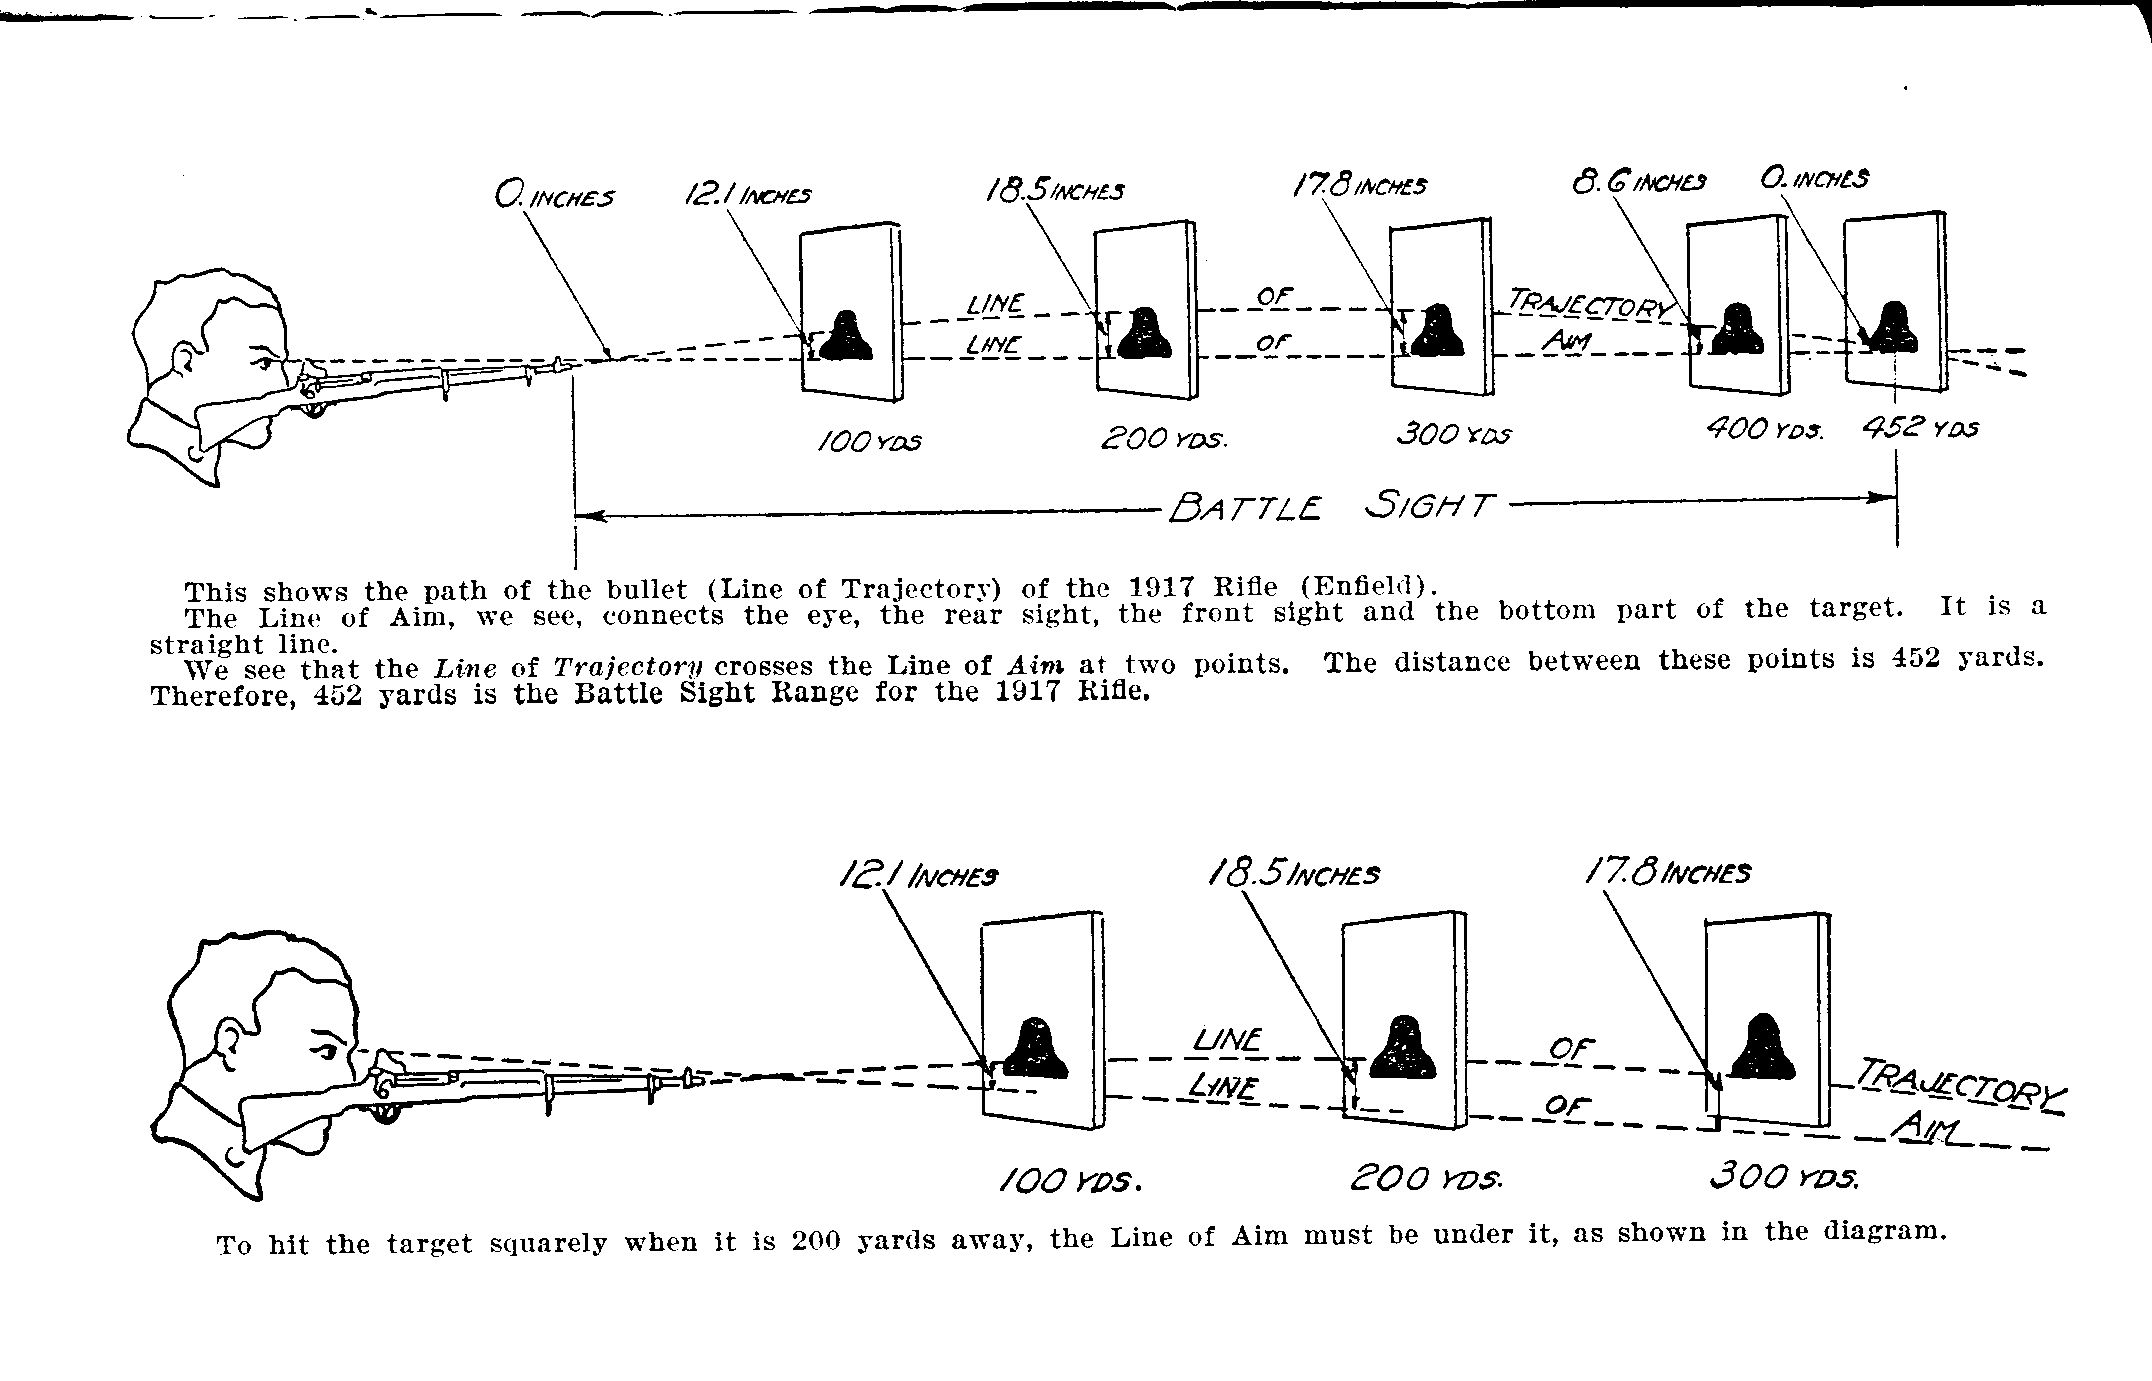 0. INCHES 12.1 INCHES 18.5 INCHES 17.8 INCHES 8.6 INCHES 0. INCHES
LINE OF TRAJECTORY
LINE OF AIM
100 YDS 200 YDS. 300 YDS 400 YDS. 452 YDS
BATTLE SIGHT
This shows the path of the bullet (Line of Trajectory) of the 1917 Rifle (Enfield).
The Line of Aim, we see, connects the eye, the rear sight, the front sight and the bottom part of the target. It is a
straight line.
We see that the Line of Trajectory crosses the Line of Aim at two points. The distance between these points is 452 yards.
Therefore, 452 yards is the Battle Sight Range for the 1917 Rifle.
12.1 INCHES 18.5 INCHES 17.8 INCHES
LINE OF TRAJECTORY
LINE OF AIM
100 YDS. 200 YDS. 300 YDS.
To hit the target squarely when it is 200 yards away, the Line of Aim must be under it, as shown in the diagram.